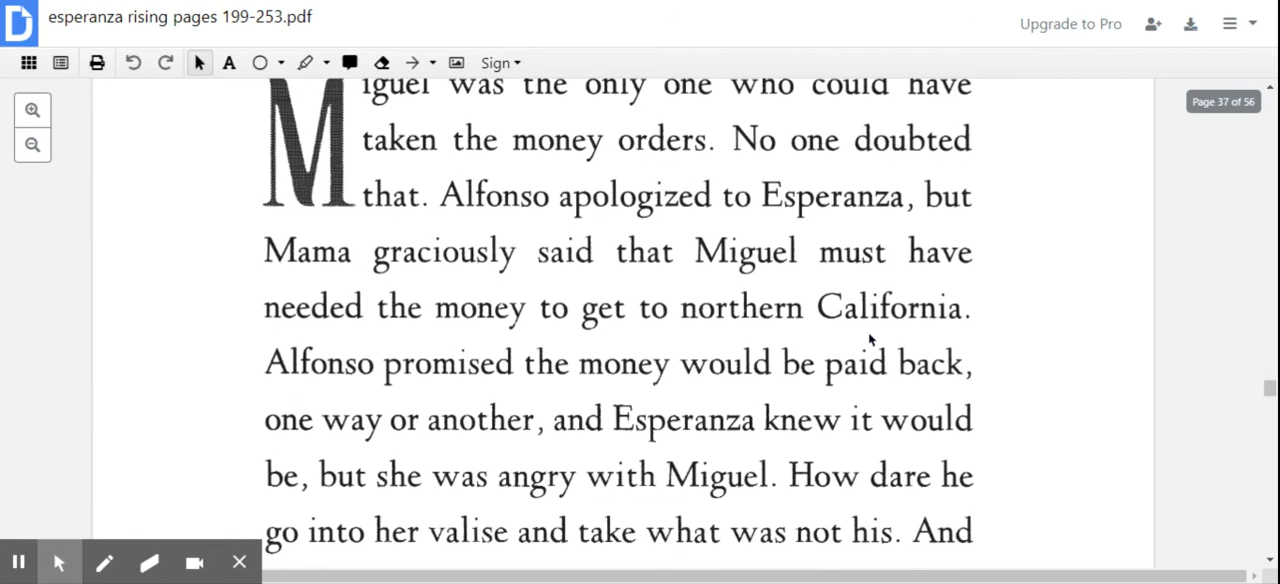 esperanza rising pages 199-253.pdf
Upgrade to Pro
A
Sign
Page 37 of 56
Miguel was the only one who could have
taken the money orders. No one doubted
that. Alfonso apologized to Esperanza, but
Mama graciously said that Miguel must have
needed the money to get to northern California.
Alfonso promised the money would be paid back,
one way or another, and Esperanza knew it would
be, but she was angry with Miguel. How dare he
go into her valise and take what was not his. And